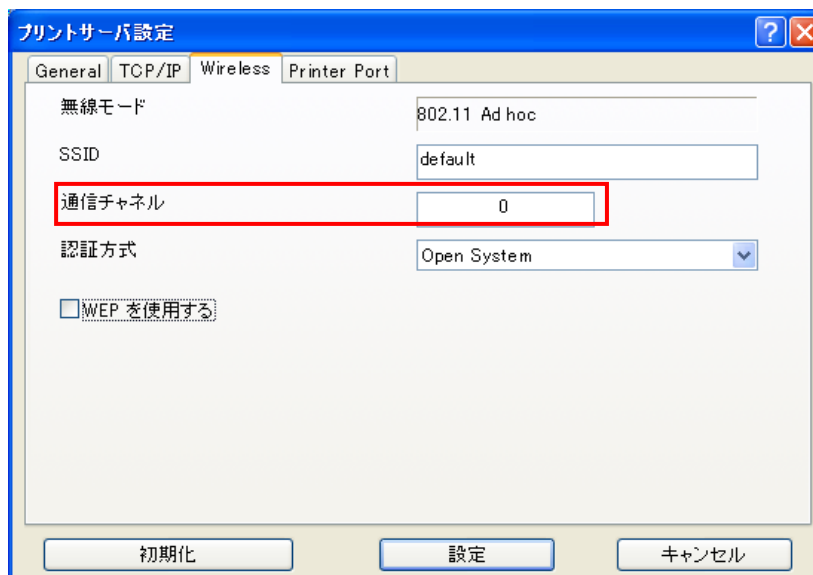 プリントサーバ設定
General TCP/IP Wireless Printer Port
無線モード 802.11 Ad hoc
SSID default
通信チャネル 0
認証方式 Open System
WEP を使用する
初期化 設定 キャンセル